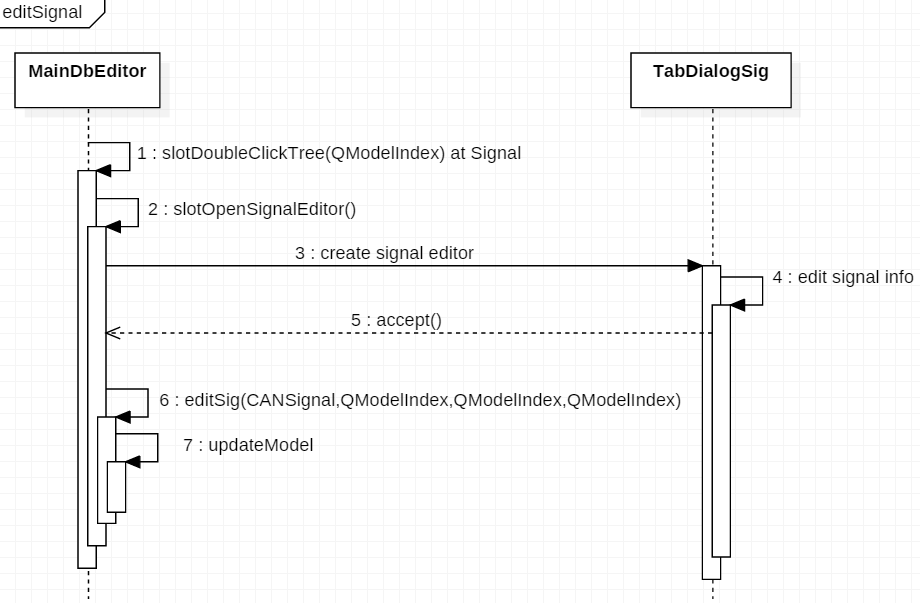 editSignal
MainDbEditor
TabDialogSig
1 : slotDoubleClickTree(QModelIndex) at Signal
2 : slotOpenSignalEditor()
3 : create signal editor
4 : edit signal info
5 : accept()
6 : editSig(CANSignal,QModelIndex,QModelIndex,QModelIndex)
7 : updateModel